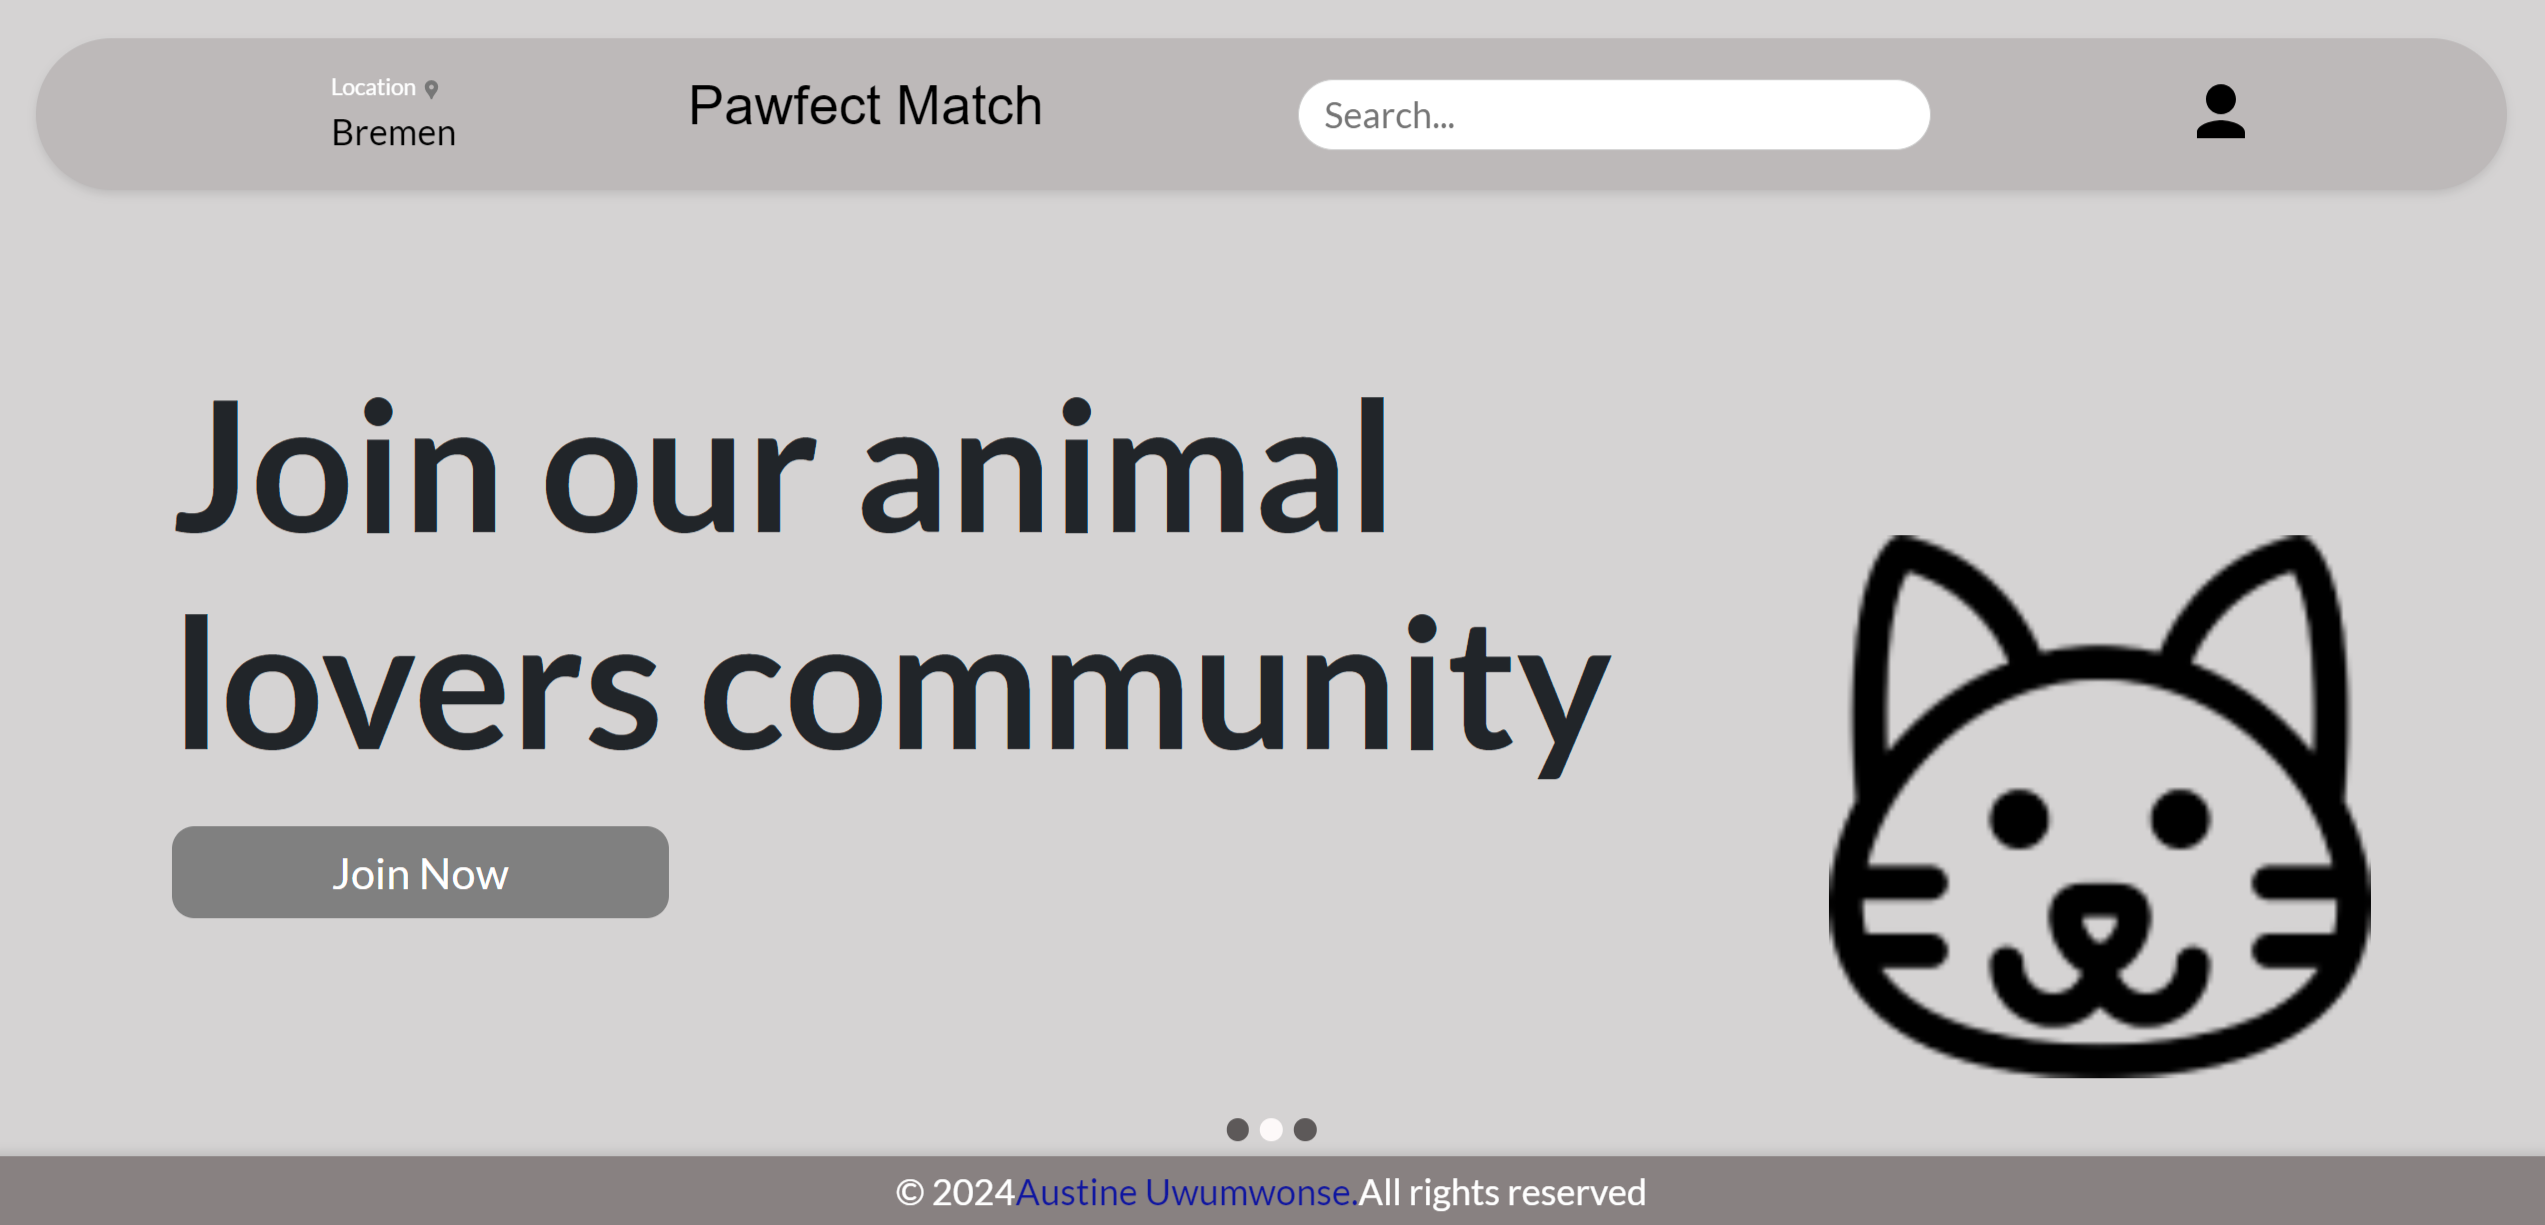 Location
Bremen
Pawfect Match
Search...
Join our animal
lovers community
Join Now
© 2024Austine Uwumwonse.All rights reserved